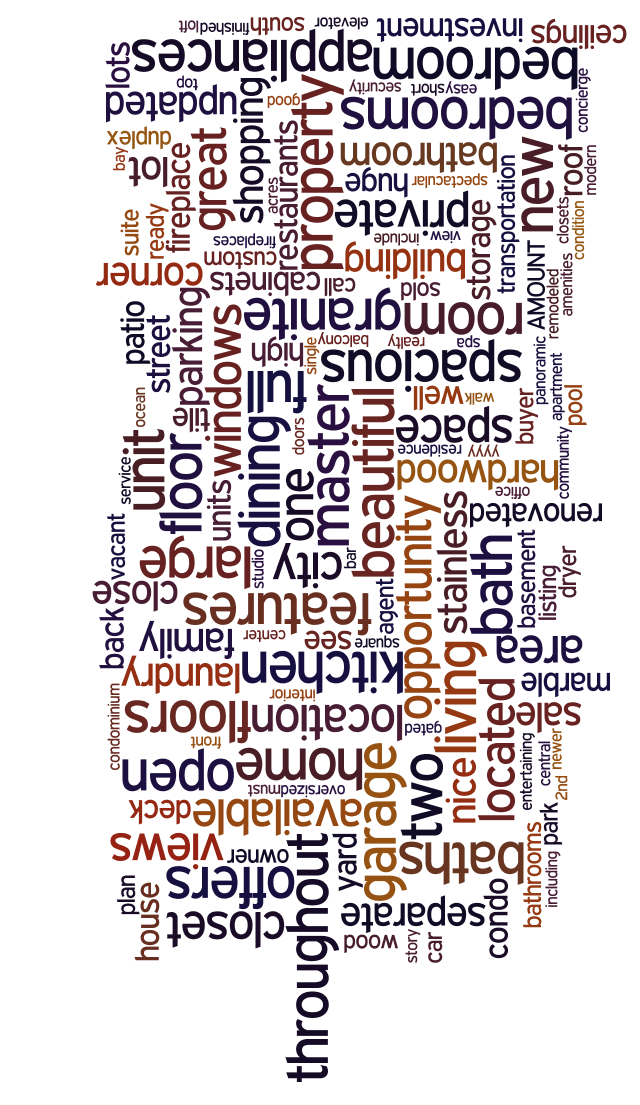 ceilings
investment
elevator
south
finished
loft
lots
appliances
bedroom
top
updated
shopping
good
property
security
short
easy
bedrooms
concierge
duplex
bay
lot
fireplace
great
restaurants
acres
bathroom
huge
spectacular
private
new
roof
modern
transportation
storage
closets
condition
suite
ready
fireplaces
view
include
custom
corner
cabinets
call
building
sold
AMOUNT
remodeled
amenities
patio
street
parking
granite
room
high
single
balcony
realty
spa
spacious
panoramic
apartment
pool
ocean
tile
windows
full
well
walk
buyer
community
service
unit
floor
units
dining
doors
one
master
beautiful
space
residence
yyyy
hardwood
office
renovated
vacant
large
studio
city
bar
opportunity
stainless
bath
basement
listing
dryer
close
features
agent
back
family
center
see
square
area
laundry
kitchen
marble
interior
condominium
floors
location
gated
living
located
sale
front
open
home
two
nice
entertaining
central
2nd
newer
must
oversized
deck
available
garage
park
views
owner
throughout
yard
baths
bathrooms
including
plan
house
offers
closet
separate
condo
wood
story
car